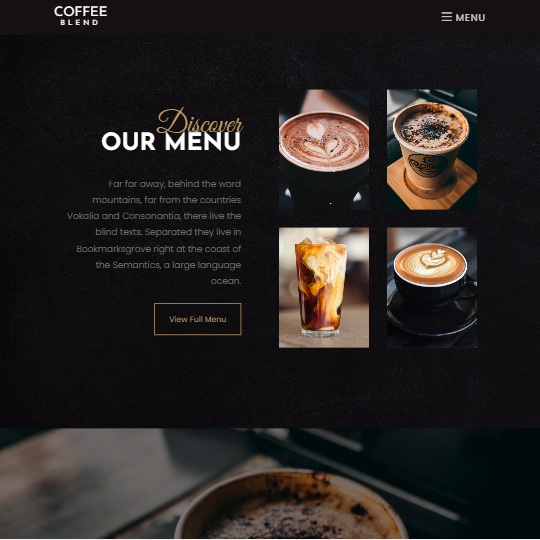 COFFEE
BLEND
☰ MENU
Discover
OUR MENU
Far far away, behind the word
mountains, far from the countries
Vokalia and Consonantia, there live the
blind texts. Separated they live in
Bookmarksgrove right at the coast of
the Semantics, a large language
ocean.
View Full Menu